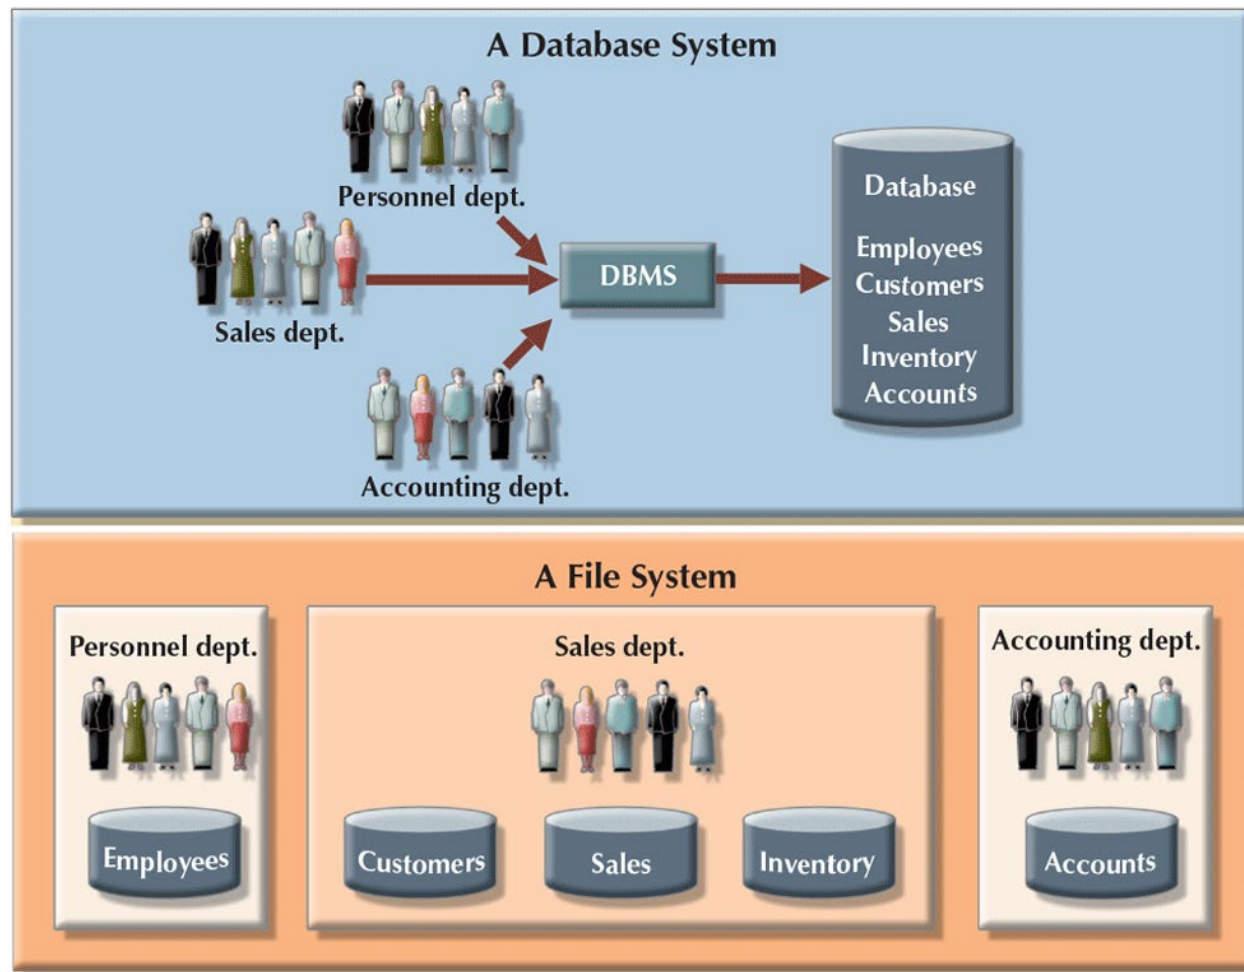 A Database System
Personnel dept.
Sales dept.
Accounting dept.
DBMS
Database
Employees
Customers
Sales
Inventory
Accounts
A File System
Personnel dept.
Employees
Sales dept.
Customers
Sales
Inventory
Accounting dept.
Accounts